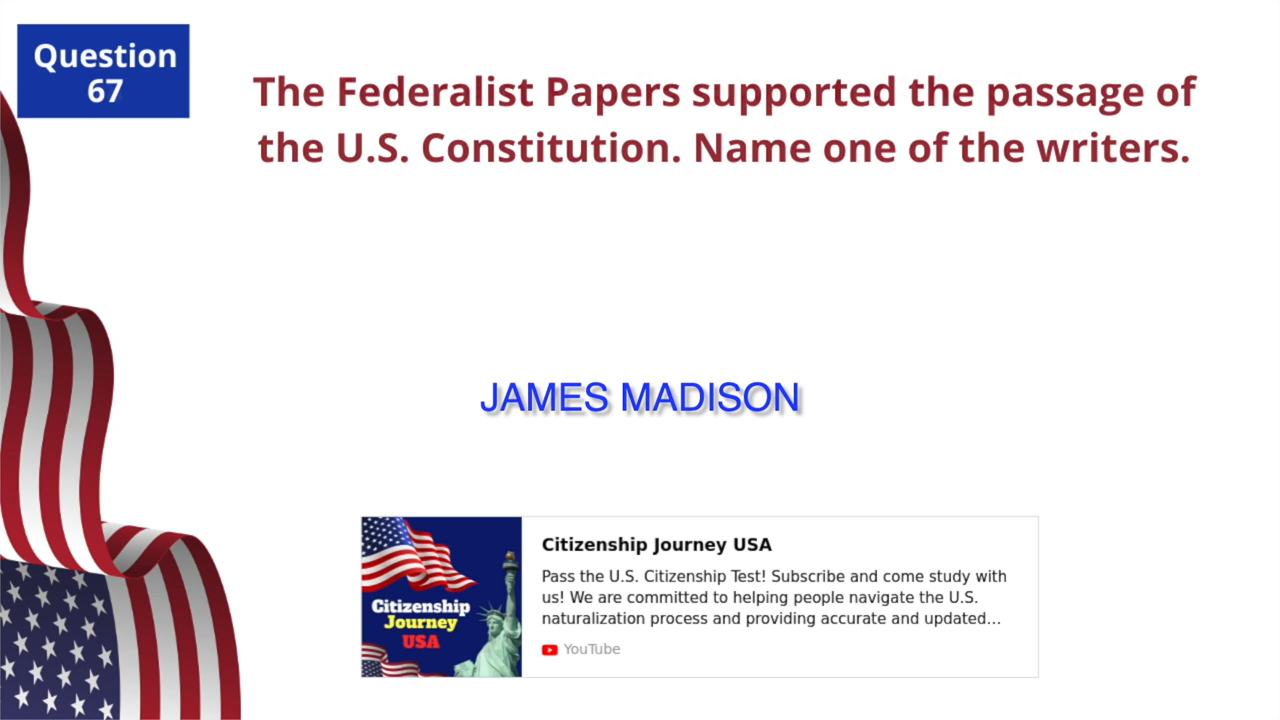 Question
67
The Federalist Papers supported the passage of
the U.S. Constitution. Name one of the writers.
JAMES MADISON
Citizenship Journey USA
Pass the U.S. Citizenship Test! Subscribe and come study with
us! We are committed to helping people navigate the U.S.
naturalization process and providing accurate and updated...
YouTube
Citizenship
Journey
USA